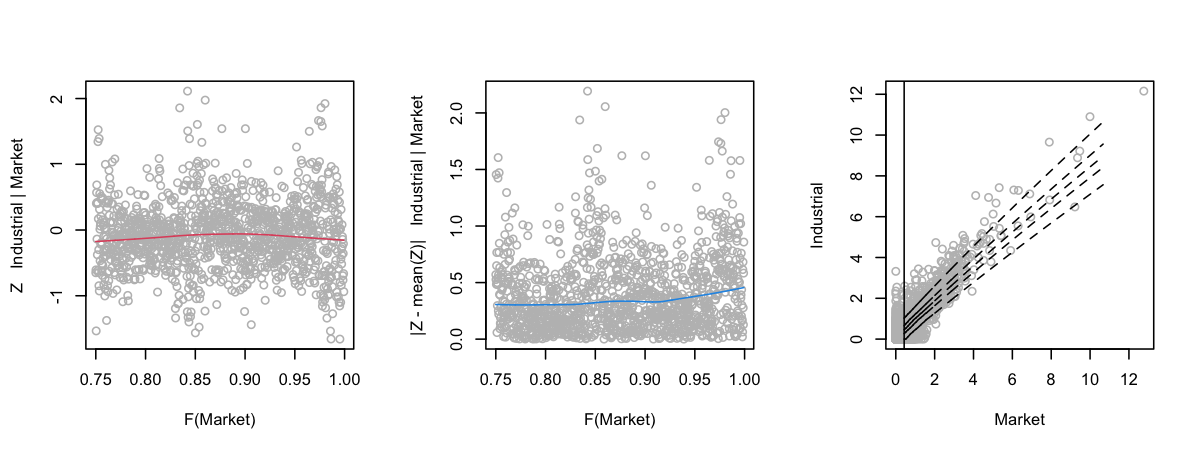 Z   Industrial | Market
2
1
0
-1
0.75 0.80 0.85 0.90 0.95 1.00
F(Market)
|Z - mean(Z)|   Industrial | Market
2.0
1.5
1.0
0.5
0.0
0.75 0.80 0.85 0.90 0.95 1.00
F(Market)
Industrial
12
10
8
6
4
2
0
0 2 4 6 8 10 12
Market